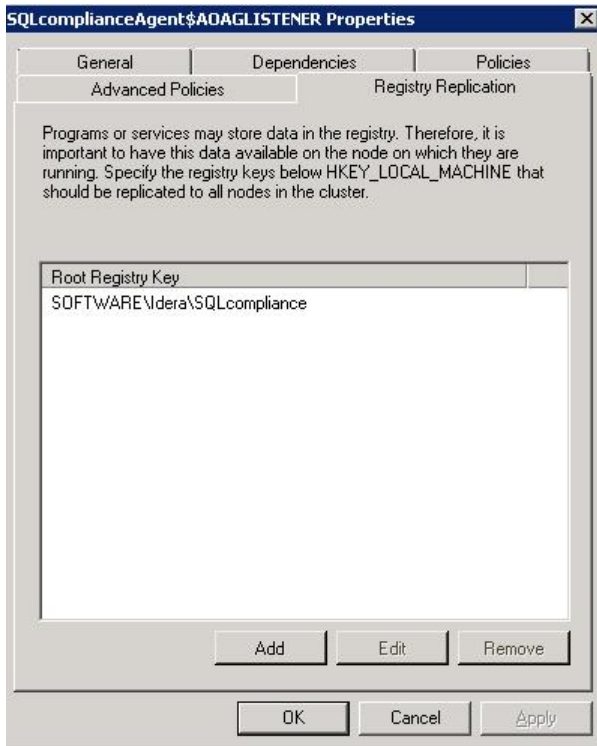 SQLcomplianceAgent$AOAGLISTENER Properties
General
Dependencies
Policies
Advanced Policies
Registry Replication
Programs or services may store data in the registry. Therefore, it is
important to have this data available on the node on which they are
running. Specify the registry keys below HKEY_LOCAL_MACHINE that
should be replicated to all nodes in the cluster.
Root Registry Key
SOFTWARE\Idera\SQLcompliance
Add
Edit
Remove
OK
Cancel
Apply